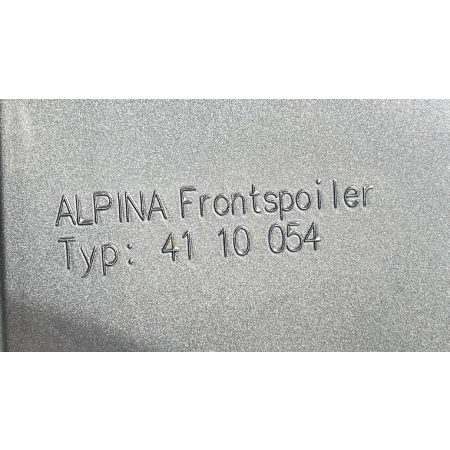 ALPINA Frontspoiler
Typ: 41 10 054